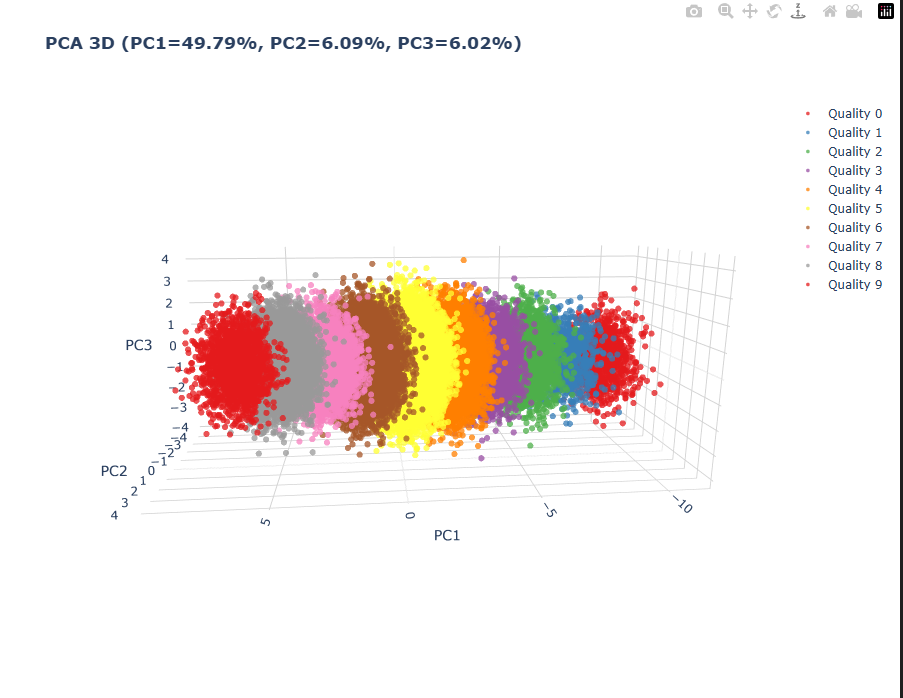 PCA 3D (PC1=49.79%, PC2=6.09%, PC3=6.02%)
Quality 0
Quality 1
Quality 2
Quality 3
Quality 4
Quality 5
Quality 6
Quality 7
Quality 8
Quality 9
4
3
2
1
PC3
0
−1
−2
−3
−4
−4
−3
−2
−1
PC2
0
1
2
3
4
5
0
−5
−10
PC1
z